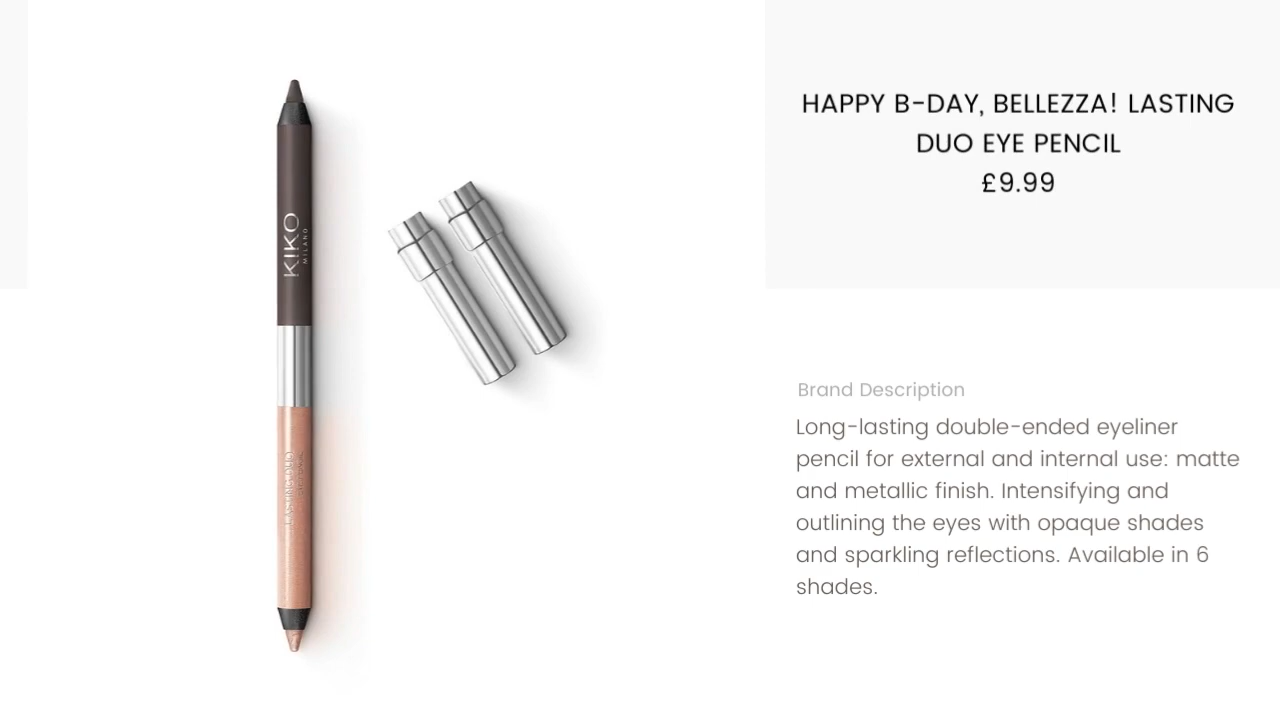 HAPPY B-DAY, BELLEZZA! LASTING
DUO EYE PENCIL
£9.99
KIKO
MILANO
LASTING DUO
Brand Description
Long-lasting double-ended eyeliner
pencil for external and internal use: matte
and metallic finish. Intensifying and
outlining the eyes with opaque shades
and sparkling reflections. Available in 6
shades.